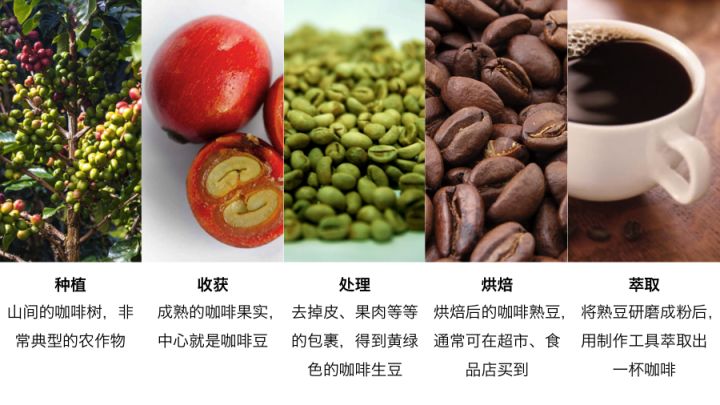 种植
山间的咖啡树，非
常典型的农作物
收获
成熟的咖啡果实，
中心就是咖啡豆
处理
去掉皮、果肉等等
的包裹，得到黄绿
色的咖啡生豆
烘焙
烘焙后的咖啡熟豆，
通常可在超市、食
品店买到
萃取
将熟豆研磨成粉后，
用制作工具萃取出
一杯咖啡